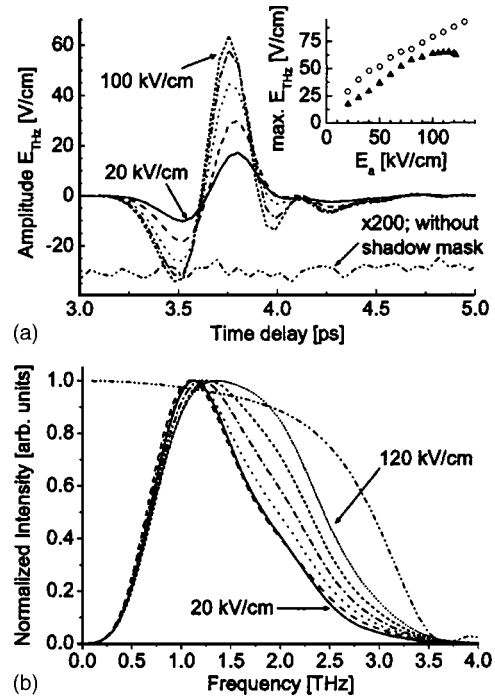 60
40
20
0
-20
Amplitude E_THz [V/cm]
100 kV/cm
20 kV/cm
75
50
25
0
max. E_THz [V/cm]
0 50 100
E_a [kV/cm]
x200; without
shadow mask
3.0 3.5 4.0 4.5 5.0
(a)
Time delay [ps]
1.0
0.8
0.6
0.4
0.2
0.0
Normalized Intensity [arb. units]
120 kV/cm
20 kV/cm
0.0 0.5 1.0 1.5 2.0 2.5 3.0 3.5 4.0
(b)
Frequency [THz]